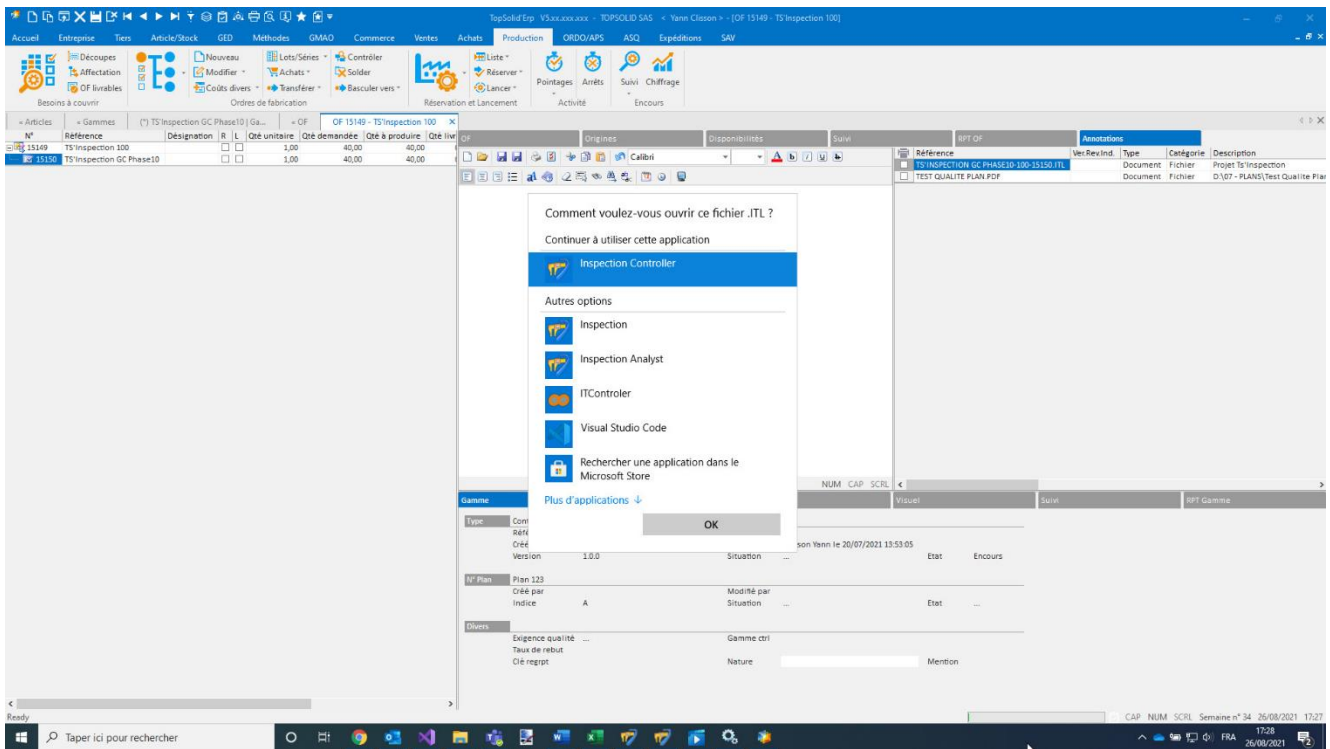 TopSolid'Erp V5.xx.xxx.xxx - TOPSOLID SAS < Yann Clisson > - [OF 15149 - TS'Inspection 100]
Accueil Entreprise Tiers Article/Stock GED Méthodes GMAO Commerce Ventes Achats Production ORDO/APS ASQ Expéditions SAV
Découpes Nouveau Lots/Séries Contrôler Liste
Affectation Modifier Achats Solder Réserver Pointages Arrêts Suivi Chiffrage
OF livrables Coûts divers Transférer Basculer vers Lancer
Besoins à couvrir Ordres de fabrication Réservation et Lancement Activité Encours
« Articles « Gammes (*) TS'Inspection GC Phase10 | Ga... « OF OF 15149 - TS'Inspection 100
N° Référence Désignation R L Qté unitaire Qté demandée Qté à produire Qté livr
15149 TS'Inspection 100 1,00 40,00 40,00
15150 TS'Inspection GC Phase10 1,00 40,00 40,00
OF Origines Disponibilités Suivi RPT OF Annotations
Calibri
Référence Ver.Rev.Ind. Type Catégorie Description
TS'INSPECTION GC PHASE10-100-15150.ITL Document Fichier Projet Ts'Inspection
TEST QUALITE PLAN.PDF Document Fichier D:\07 - PLANS\Test Qualite Plan
Comment voulez-vous ouvrir ce fichier .ITL ?
Continuer à utiliser cette application
Inspection Controller
Autres options
Inspection
Inspection Analyst
ITControler
Visual Studio Code
Rechercher une application dans le
Microsoft Store
Plus d'applications ↓
OK
NUM CAP SCRL
Gamme Visuel Suivi RPT Gamme
Type Cont
Réfé
Créé son Yann le 20/07/2021 13:53:05
Version 1.0.0 Situation ... Etat Encours
N° Plan Plan 123
Créé par Modifié par
Indice A Situation ... Etat ...
Divers
Exigence qualité ... Gamme ctrl
Taux de rebut
Clé regrpt Nature Mention
Ready CAP NUM SCRL Semaine n° 34 26/08/2021 17:27
Taper ici pour rechercher FRA 17:28
26/08/2021